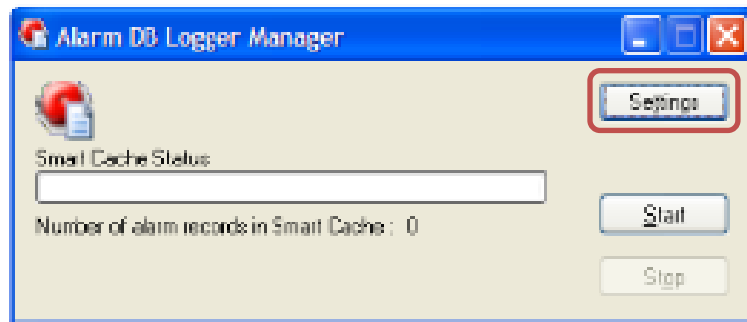 Alarm DB Logger Manager
Settings
Smart Cache Status
Number of alarm records in Smart Cache : 0
Start
Stop